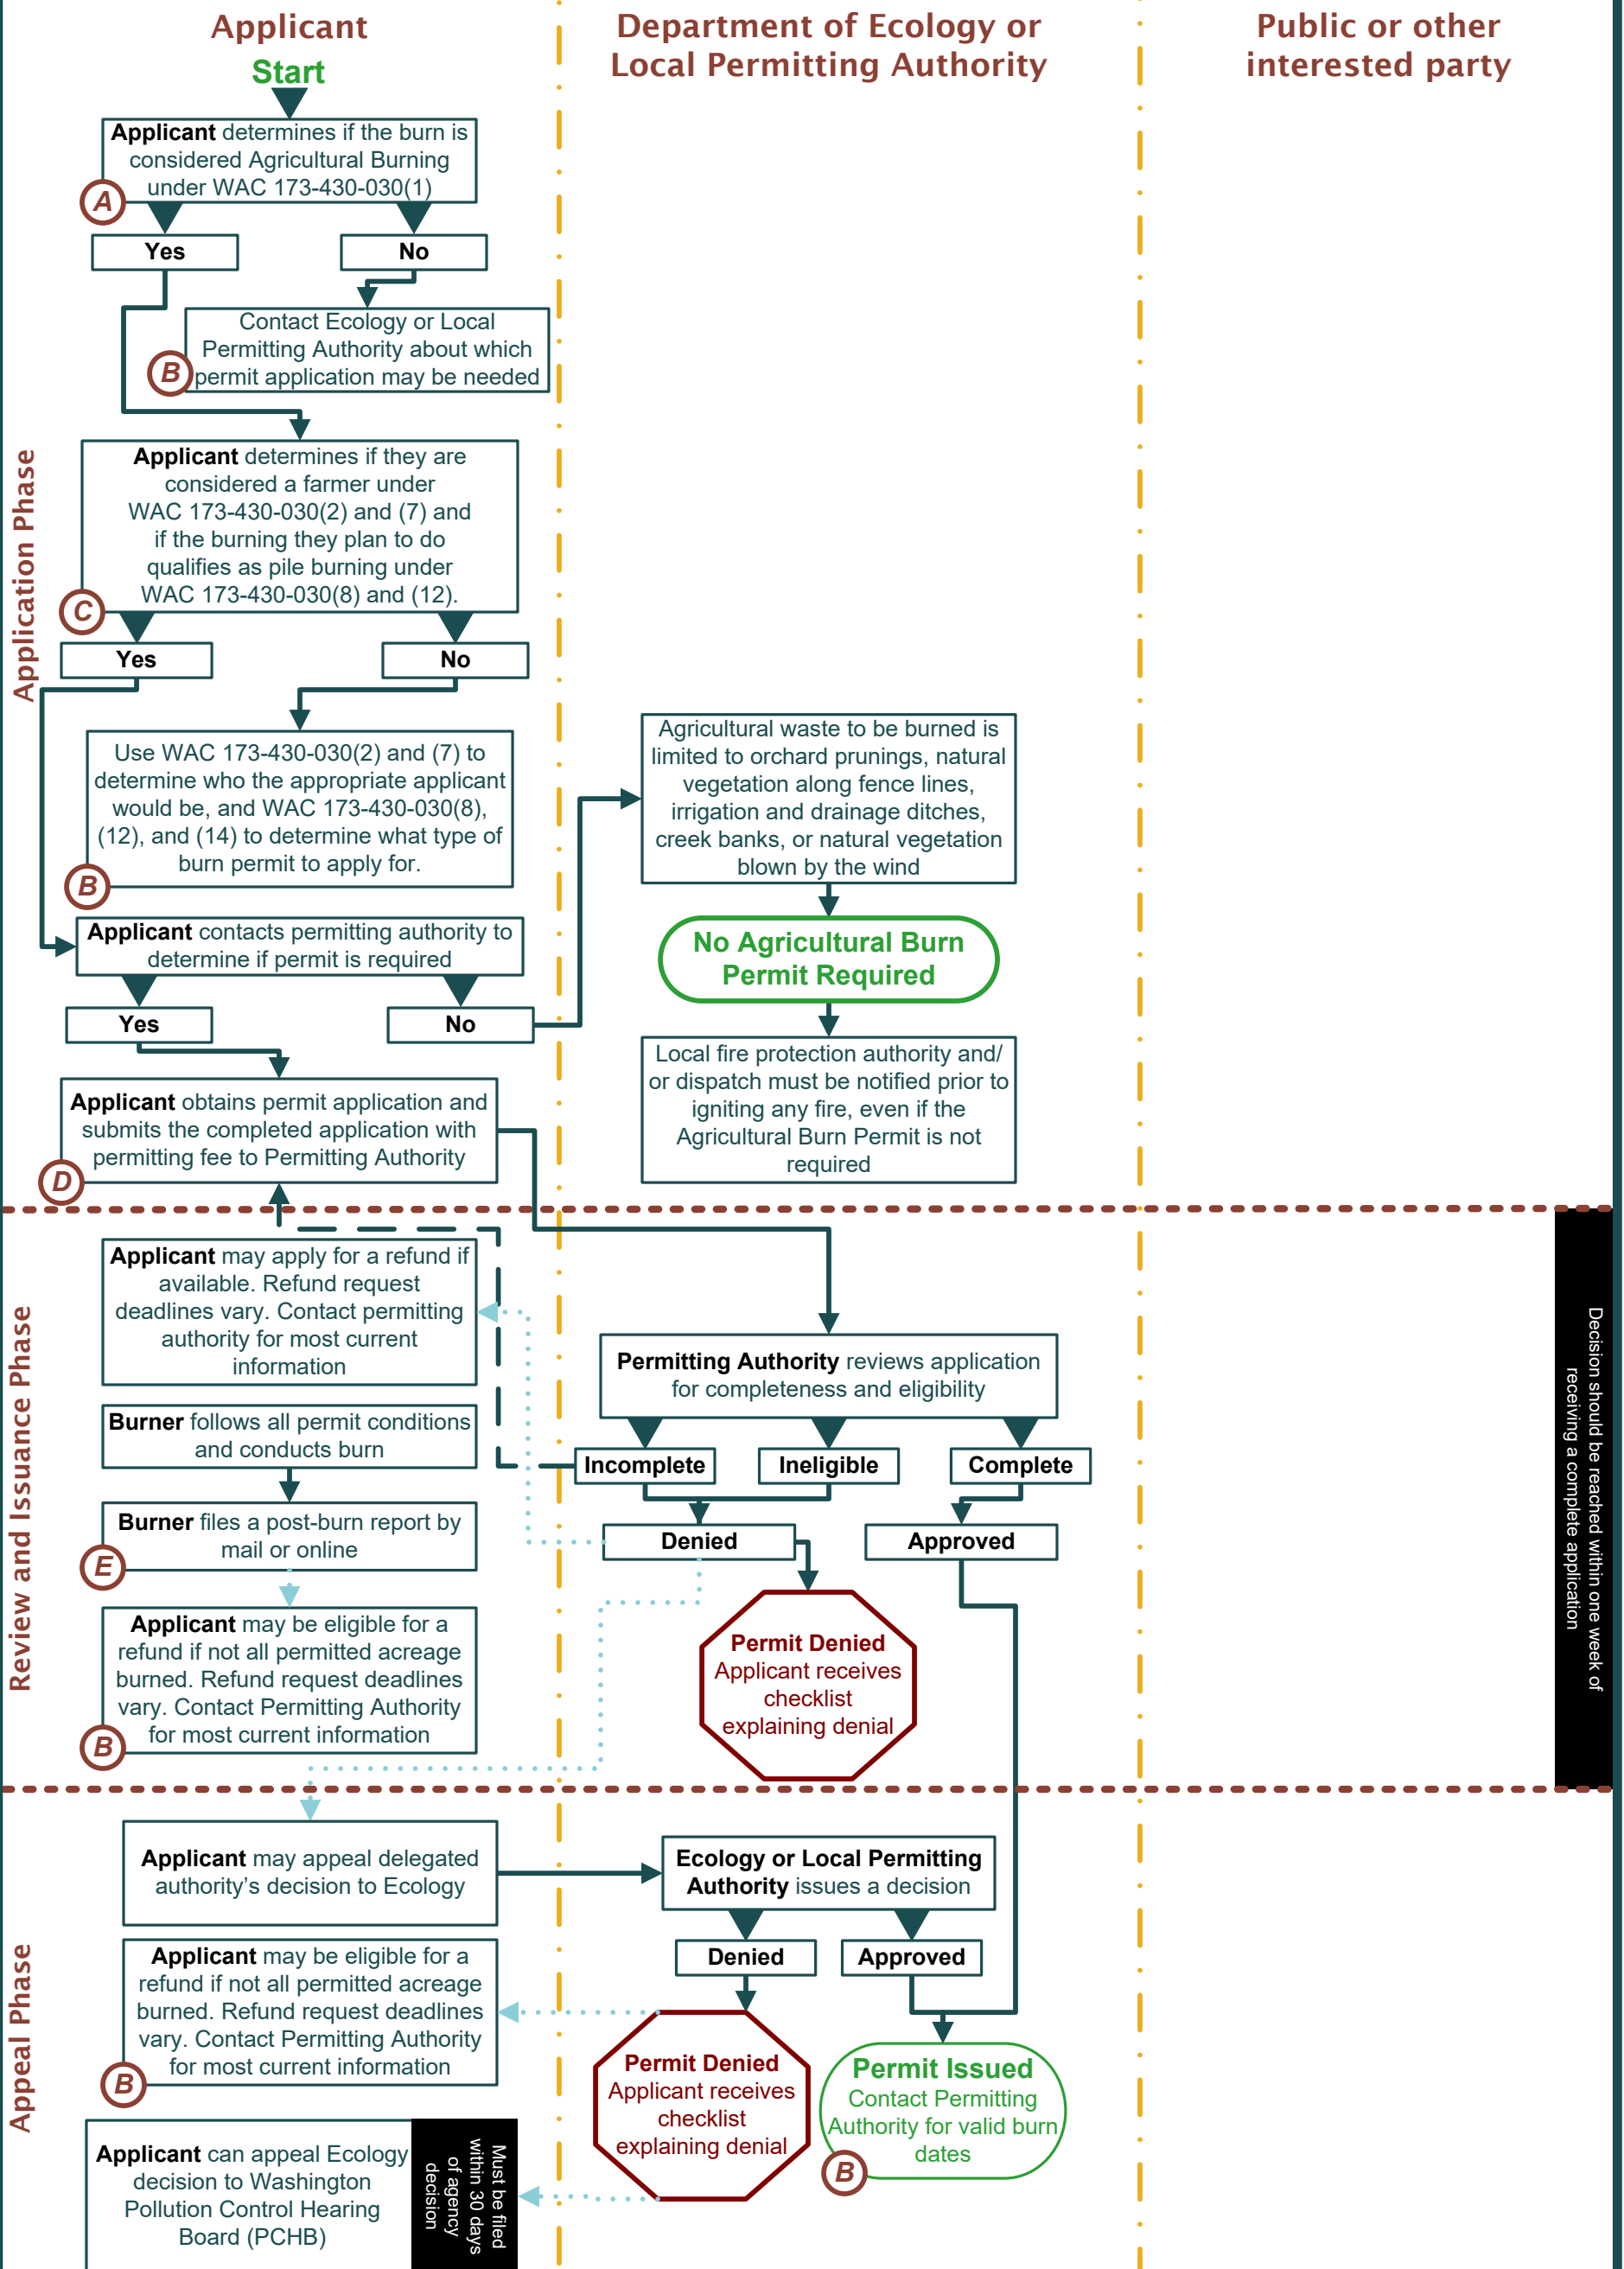 Applicant
Department of Ecology or
Local Permitting Authority
Public or other
interested party
Start
Application Phase
Applicant determines if the burn is
considered Agricultural Burning
under WAC 173-430-030(1)
A
Yes
No
Contact Ecology or Local
Permitting Authority about which
permit application may be needed
B
Applicant determines if they are
considered a farmer under
WAC 173-430-030(2) and (7) and
if the burning they plan to do
qualifies as pile burning under
WAC 173-430-030(8) and (12).
C
Yes
No
Use WAC 173-430-030(2) and (7) to
determine who the appropriate applicant
would be, and WAC 173-430-030(8),
(12), and (14) to determine what type of
burn permit to apply for.
B
Applicant contacts permitting authority to
determine if permit is required
Yes
No
Agricultural waste to be burned is
limited to orchard prunings, natural
vegetation along fence lines,
irrigation and drainage ditches,
creek banks, or natural vegetation
blown by the wind
No Agricultural Burn
Permit Required
Local fire protection authority and/
or dispatch must be notified prior to
igniting any fire, even if the
Agricultural Burn Permit is not
required
Applicant obtains permit application and
submits the completed application with
permitting fee to Permitting Authority
D
Review and Issuance Phase
Applicant may apply for a refund if
available. Refund request
deadlines vary. Contact permitting
authority for most current
information
Burner follows all permit conditions
and conducts burn
Burner files a post-burn report by
mail or online
E
Applicant may be eligible for a
refund if not all permitted acreage
burned. Refund request deadlines
vary. Contact Permitting Authority
for most current information
B
Permitting Authority reviews application
for completeness and eligibility
Incomplete
Ineligible
Complete
Denied
Approved
Permit Denied
Applicant receives
checklist
explaining denial
Decision should be reached within one week of
receiving a complete application
Appeal Phase
Applicant may appeal delegated
authority's decision to Ecology
Ecology or Local Permitting
Authority issues a decision
Denied
Approved
Applicant may be eligible for a
refund if not all permitted acreage
burned. Refund request deadlines
vary. Contact Permitting Authority
for most current information
B
Permit Denied
Applicant receives
checklist
explaining denial
Permit Issued
Contact Permitting
Authority for valid burn
dates
B
Applicant can appeal Ecology
decision to Washington
Pollution Control Hearing
Board (PCHB)
Must be filed
within 30 days
of agency
decision